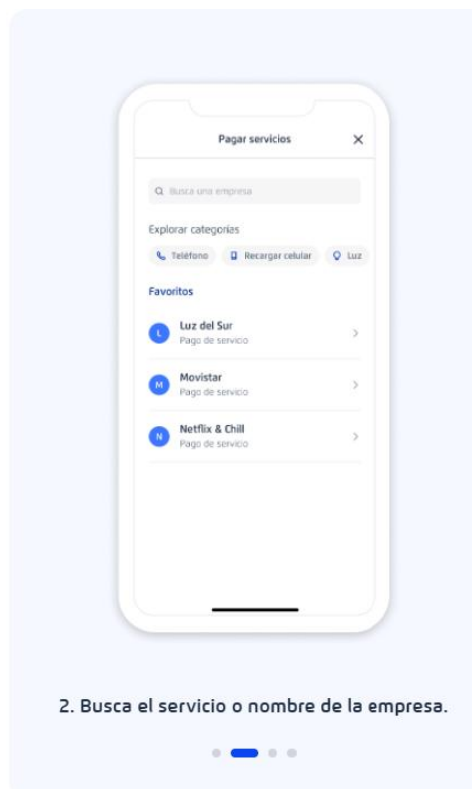 Pagar servicios
Busca una empresa
Explorar categorías
Teléfono Recargar celular Luz
Favoritos
L Luz del Sur
Pago de servicio
M Movistar
Pago de servicio
N Netflix & Chill
Pago de servicio
2. Busca el servicio o nombre de la empresa.